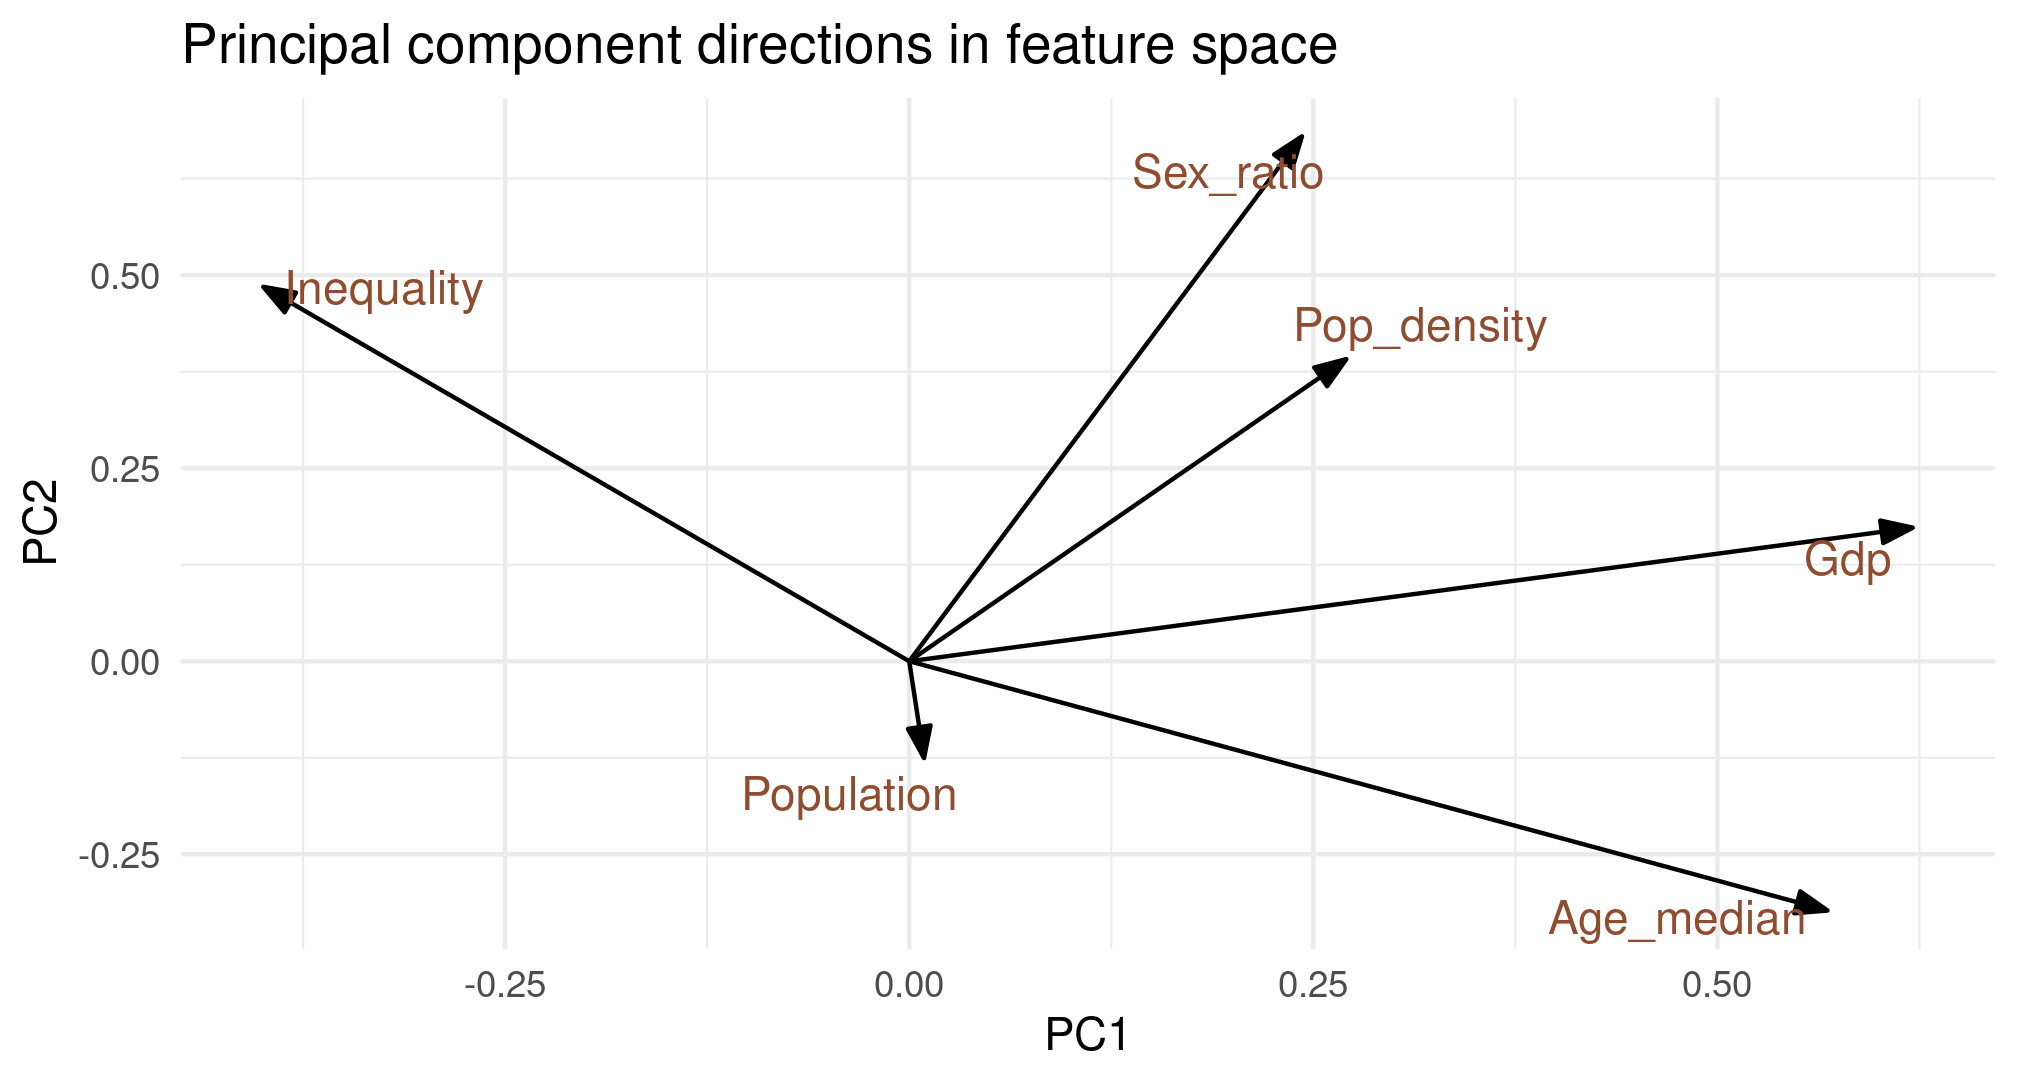 Principal component directions in feature space
Sex_ratio
Inequality
Pop_density
Gdp
Population
Age_median
0.50
0.25
0.00
-0.25
PC2
-0.25
0.00
0.25
0.50
PC1